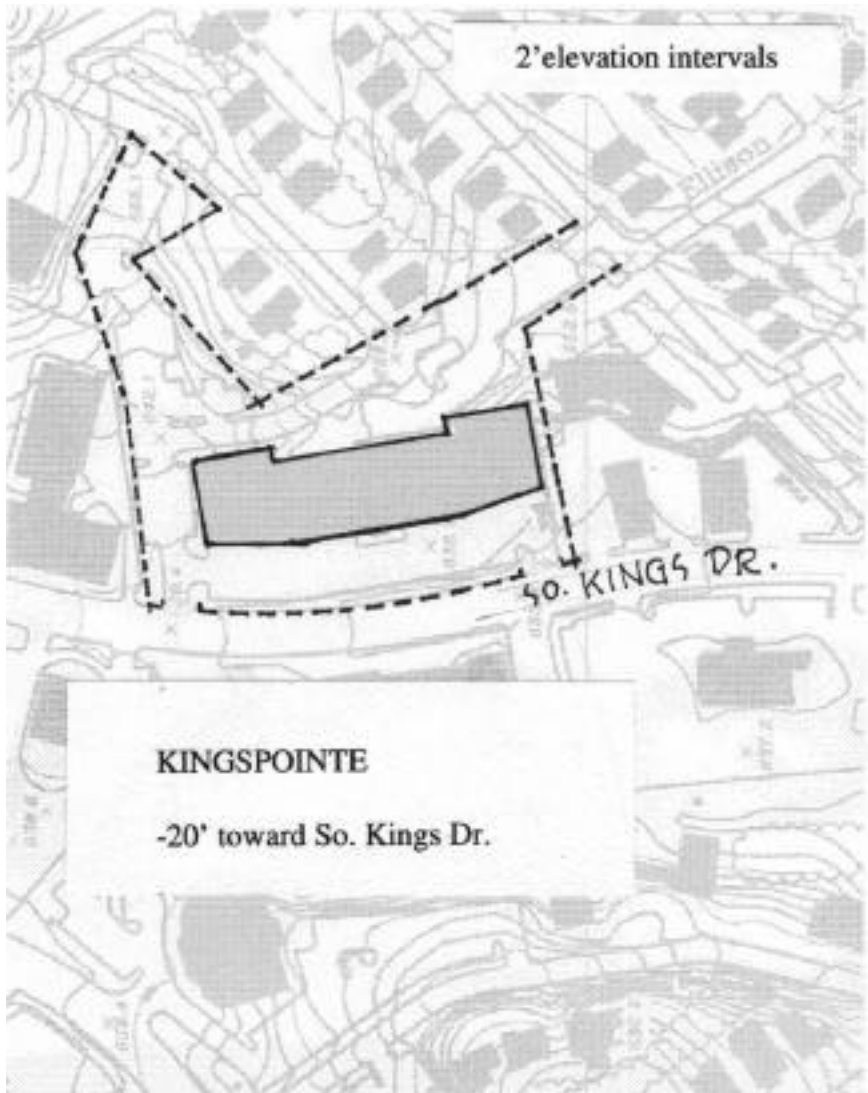 2'elevation intervals
Ellison
SO. KINGS DR.
KINGSPOINTE
-20' toward So. Kings Dr.